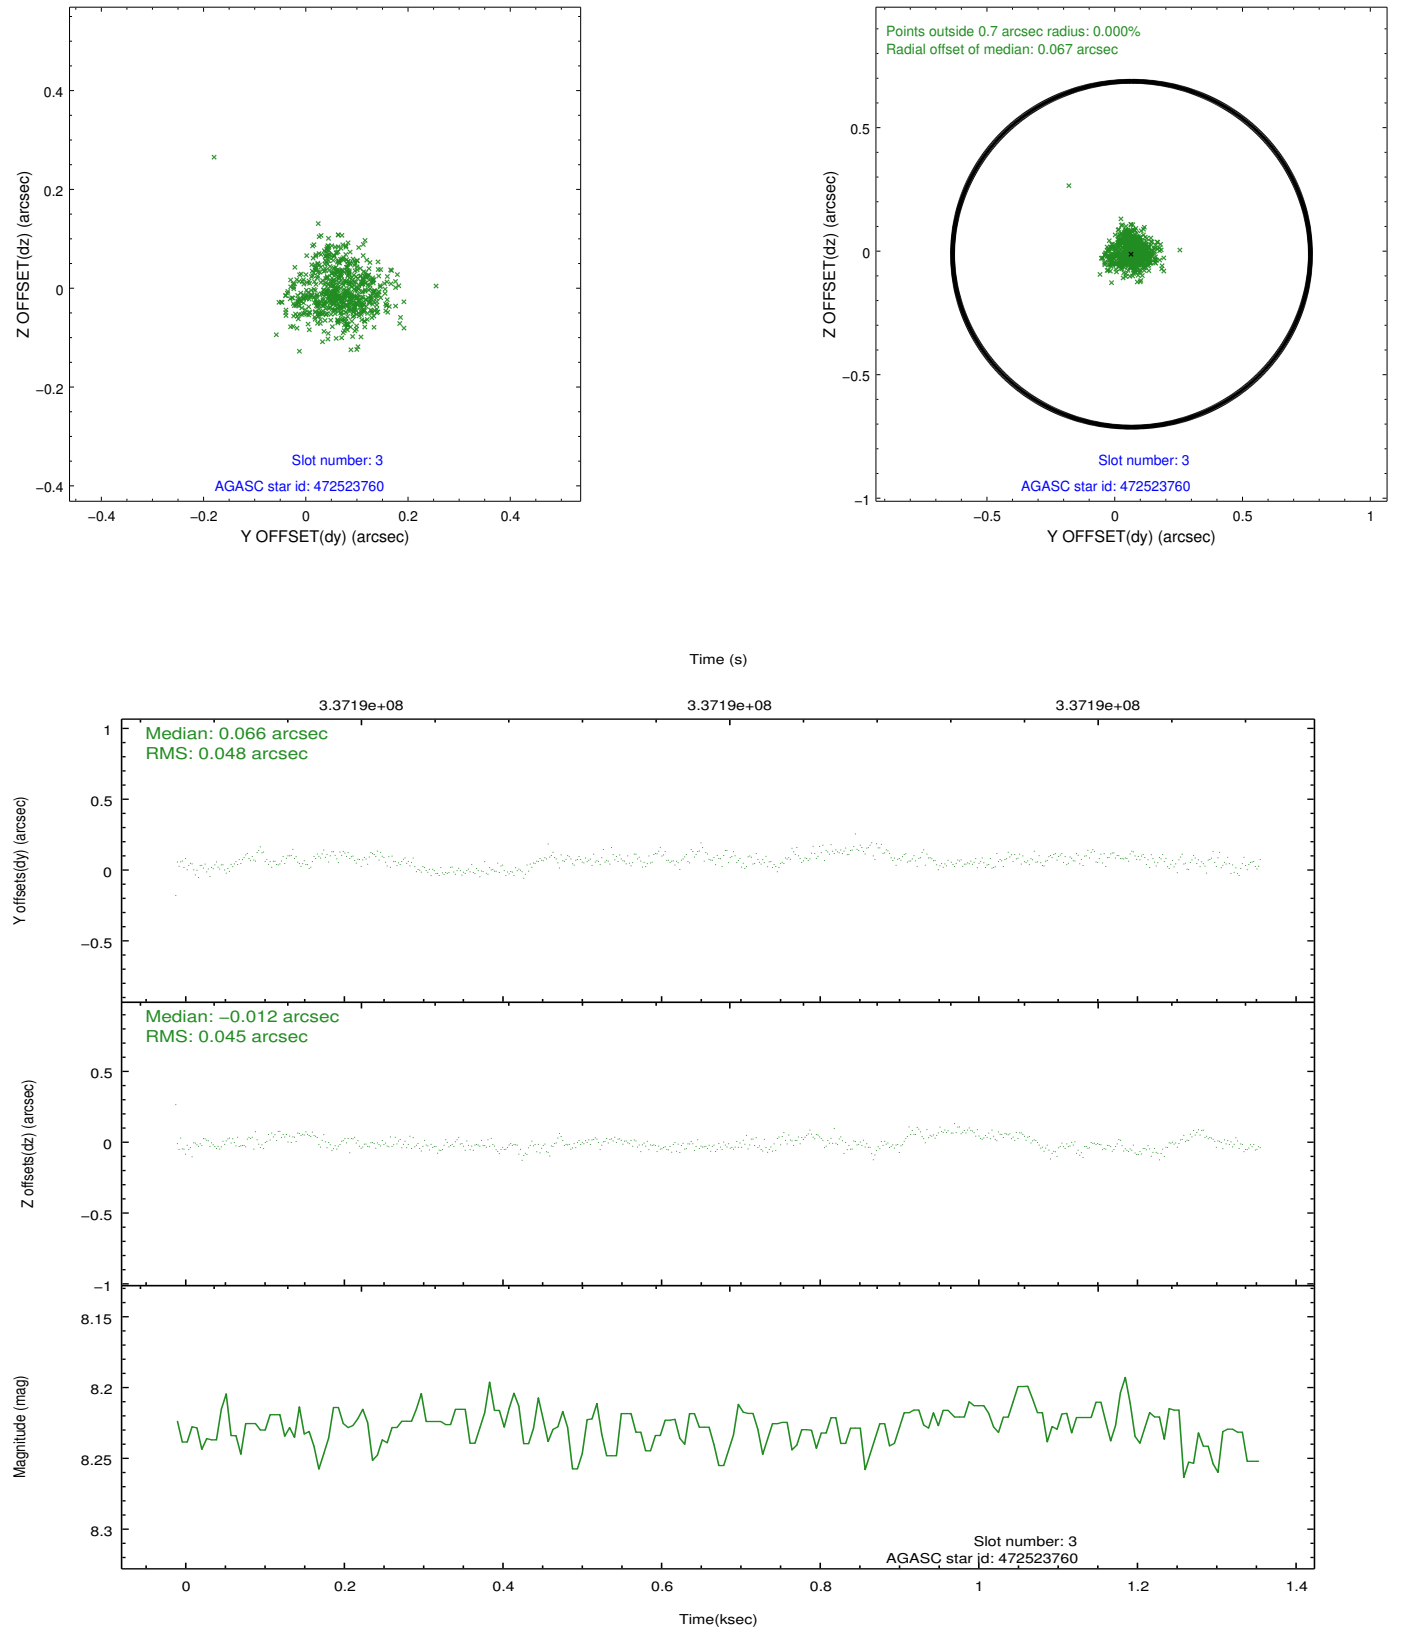 0.4
0.2
0
−0.2
−0.4
−0.4
−0.2
0
0.2
0.4
Z OFFSET(dz) (arcsec)
Y OFFSET(dy) (arcsec)
Slot number: 3
AGASC star id: 472523760
Points outside 0.7 arcsec radius: 0.000%
Radial offset of median: 0.067 arcsec
0.5
0
−0.5
−1
−0.5
0
0.5
1
Z OFFSET(dz) (arcsec)
Y OFFSET(dy) (arcsec)
Slot number: 3
AGASC star id: 472523760
Time (s)
3.3719e+08
3.3719e+08
3.3719e+08
Median: 0.066 arcsec
RMS: 0.048 arcsec
1
0.5
0
−0.5
Y offsets(dy) (arcsec)
Median: −0.012 arcsec
RMS: 0.045 arcsec
0.5
0
−0.5
−1
Z offsets(dz) (arcsec)
8.15
8.2
8.25
8.3
Magnitude (mag)
Slot number: 3
AGASC star id: 472523760
0
0.2
0.4
0.6
0.8
1
1.2
1.4
Time(ksec)